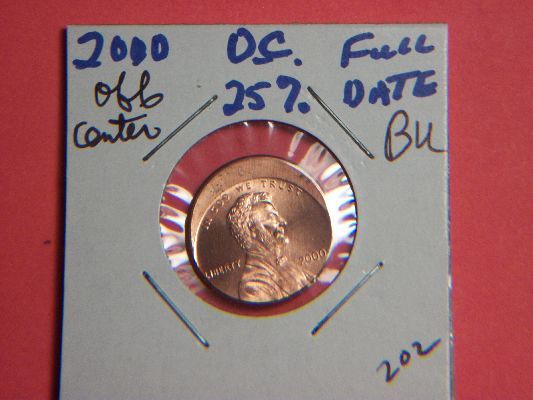 2000 O.C. FULL
off 25%. DATE
center BU
IN GOD WE TRUST
LIBERTY 2000
202